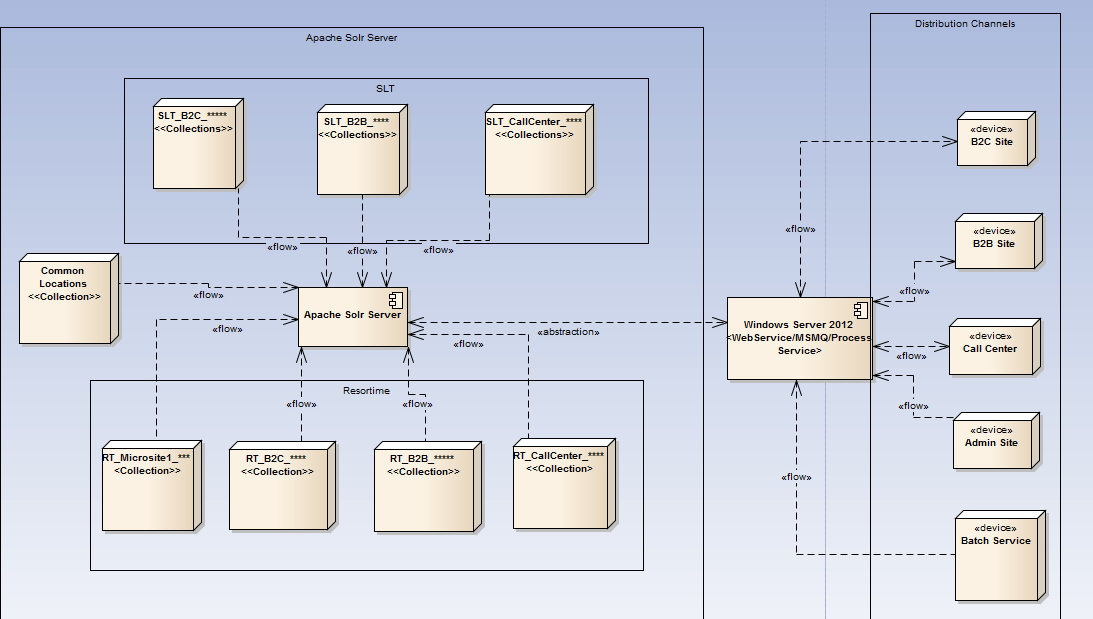 Distribution Channels
Apache Solr Server
SLT
SLT_B2C_*****
<<Collections>>
SLT_B2B_****
<<Collections>>
SLT_CallCenter_****
<<Collections>>
«device»
B2C Site
«flow»
«device»
B2B Site
«flow»
«flow»
«flow»
«flow»
Common
Locations
<<Collection>>
«flow»
«flow»
Apache Solr Server
«abstraction»
«flow»
Windows Server 2012
<WebService/MSMQ/Process
Service>
«flow»
«device»
Call Center
«flow»
Resortime
«flow»
«flow»
«flow»
«device»
Admin Site
RT_Microsite1_***
<Collection>>
RT_B2C_****
<Collection>>
RT_B2B_*****
<<Collection>>
RT_CallCenter_****
<<Collection>
«flow»
«device»
Batch Service